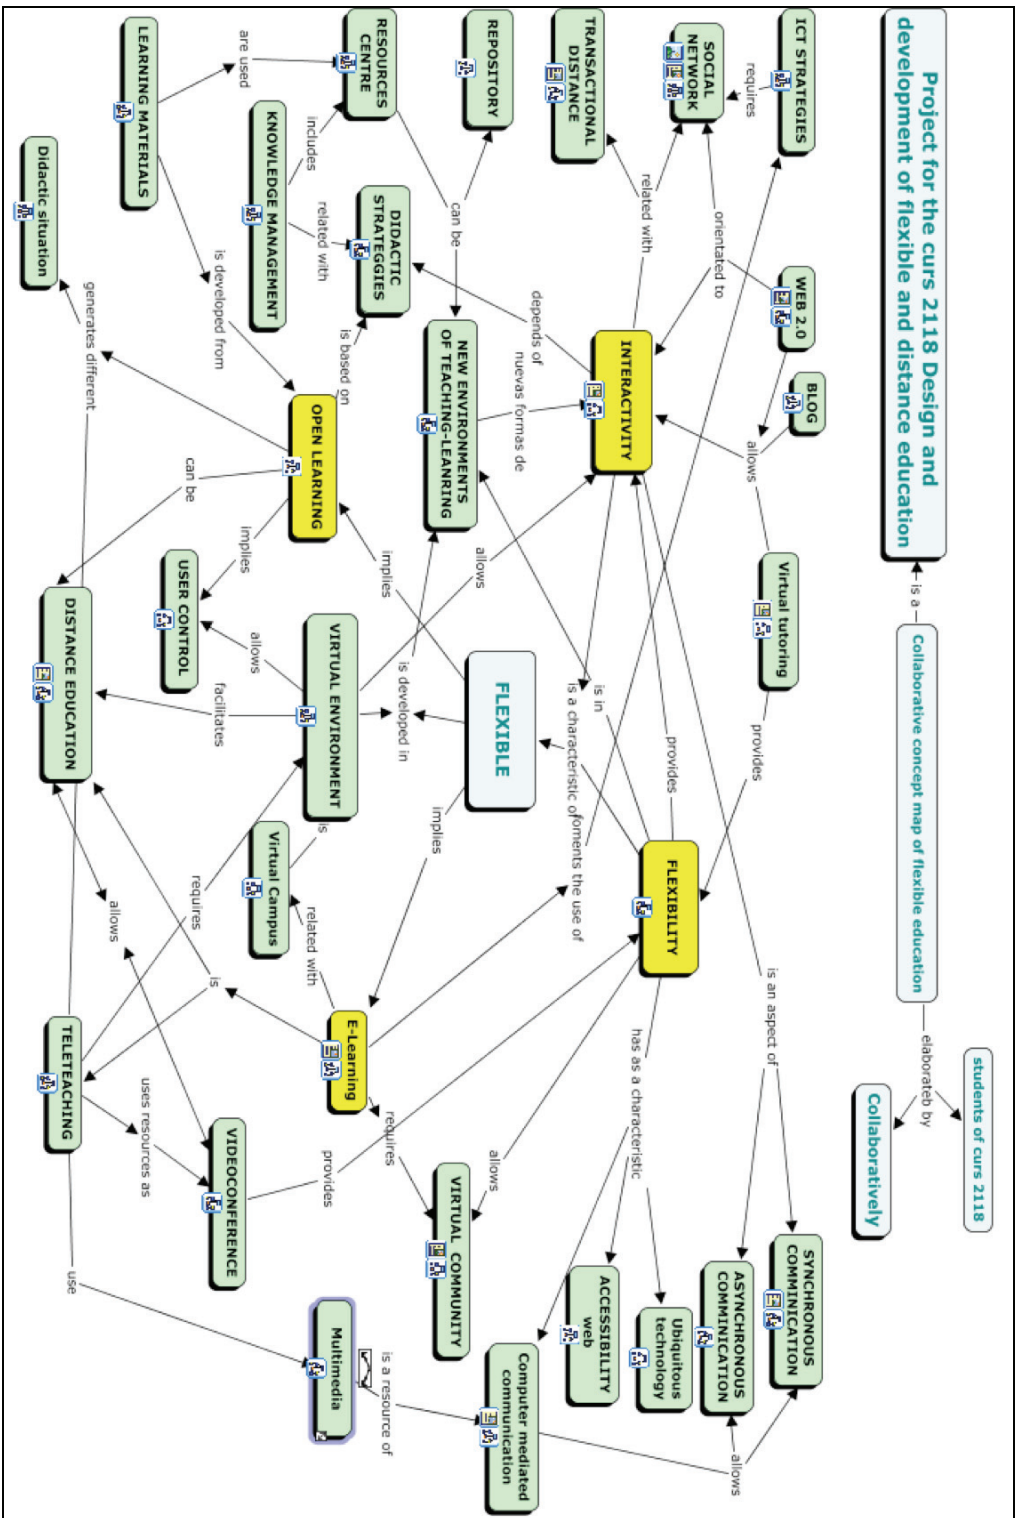 Project for the curs 2118 Design and
development of flexible and distance education
is a
Collaborative concept map of flexible education
elaborateb by
students of curs 2118
Collaboratively
ICT STRATEGIES
requires
SOCIAL
NETWORK
TRANSACTIONAL
DISTANCE
REPOSITORY
RESOURCES
CENTRE
are used
LEARNING MATERIALS
Didactic situation
KNOWLEDGE MANAGEMENT
includes
related with
DIDACTIC
STRATEGGIES
can be
related with
orientated to
WEB 2.0
BLOG
allows
Virtual tutoring
provides
INTERACTIVITY
depends of
nuevas formas de
NEW ENVIRONMENTS
OF TEACHING-LEANRING
is based on
is developed from
generates different
OPEN LEARNING
can be
implies
implies
allows
USER CONTROL
allows
VIRTUAL ENVIRONMENT
is developed in
FLEXIBLE
is in
is a characteristic of
foments the use of
provides
FLEXIBILITY
facilitates
DISTANCE EDUCATION
is
Virtual Campus
implies
requires
related with
allows
is
E-Learning
requires
TELETEACHING
uses resources as
VIDEOCONFERENCE
provides
allows
VIRTUAL COMMUNITY
has as a characteristic
is an aspect of
SYNCHRONOUS
COMMINICATION
ASYNCHRONOUS
COMMINICATION
Ubiquitous
technology
ACCESSIBILITY
web
Computer mediated
communication
allows
is a resource of
Multimedia
use